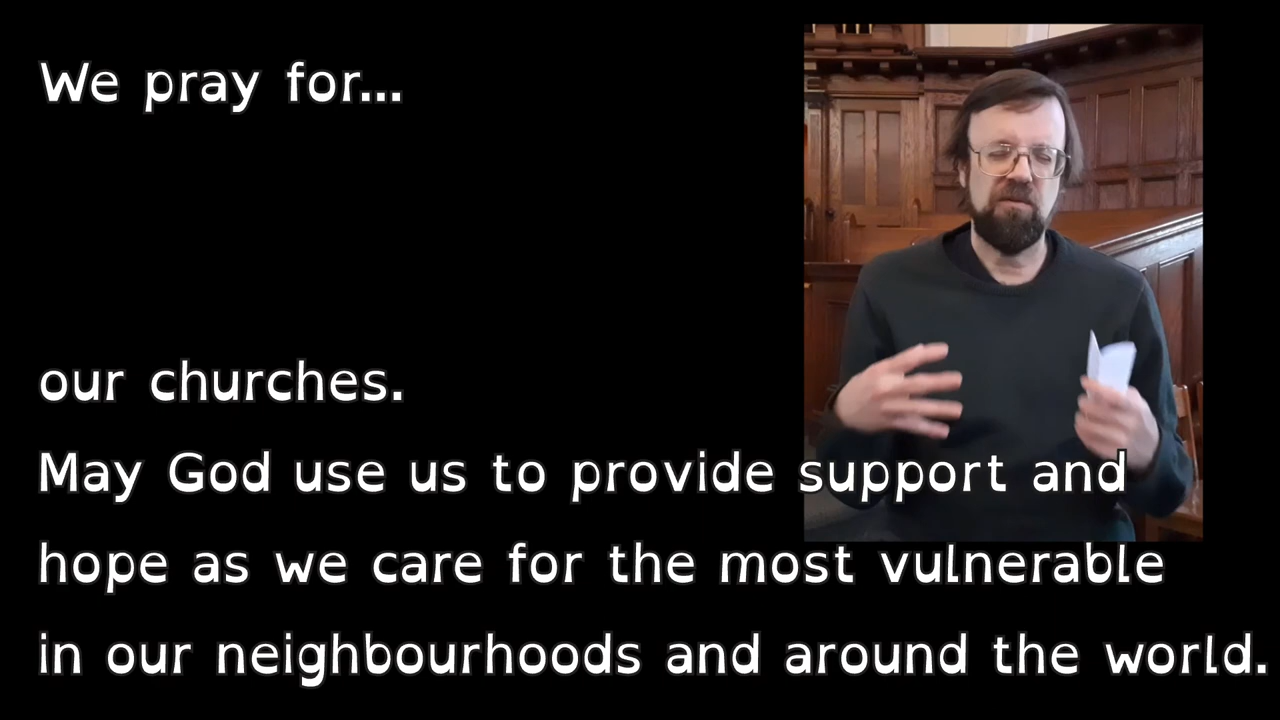 We pray for...
our churches.
May God use us to provide support and
hope as we care for the most vulnerable
in our neighbourhoods and around the world.